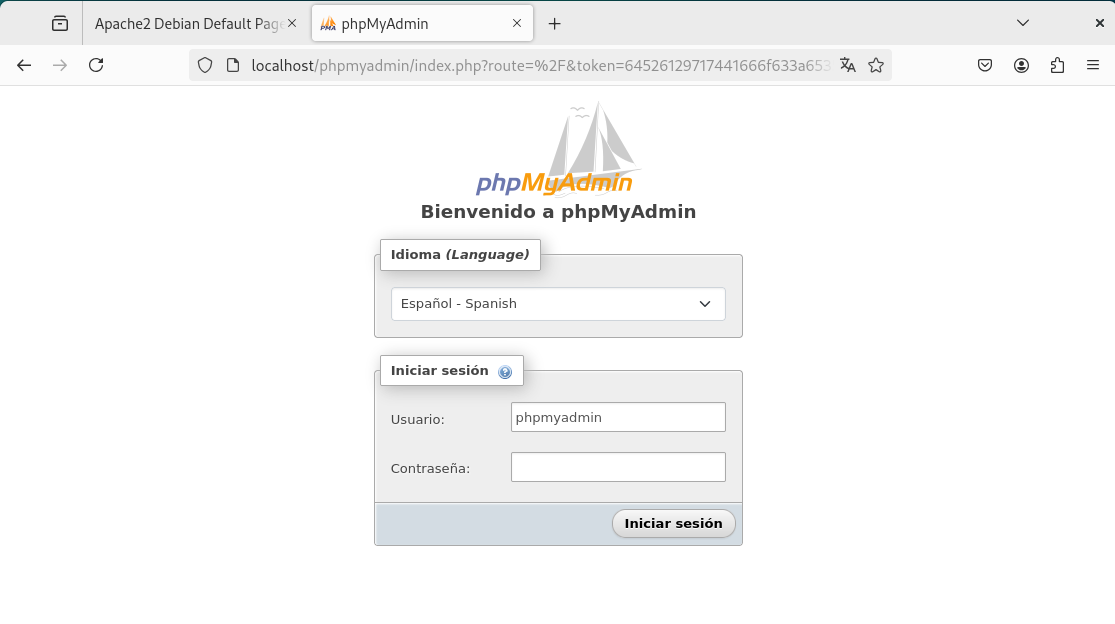 Apache2 Debian Default Page
phpMyAdmin
localhost/phpmyadmin/index.php?route=%2F&token=64526129717441666f633a653
phpMyAdmin
Bienvenido a phpMyAdmin
Idioma (Language)
Español - Spanish
Iniciar sesión ?
Usuario:
phpmyadmin
Contraseña:
Iniciar sesión